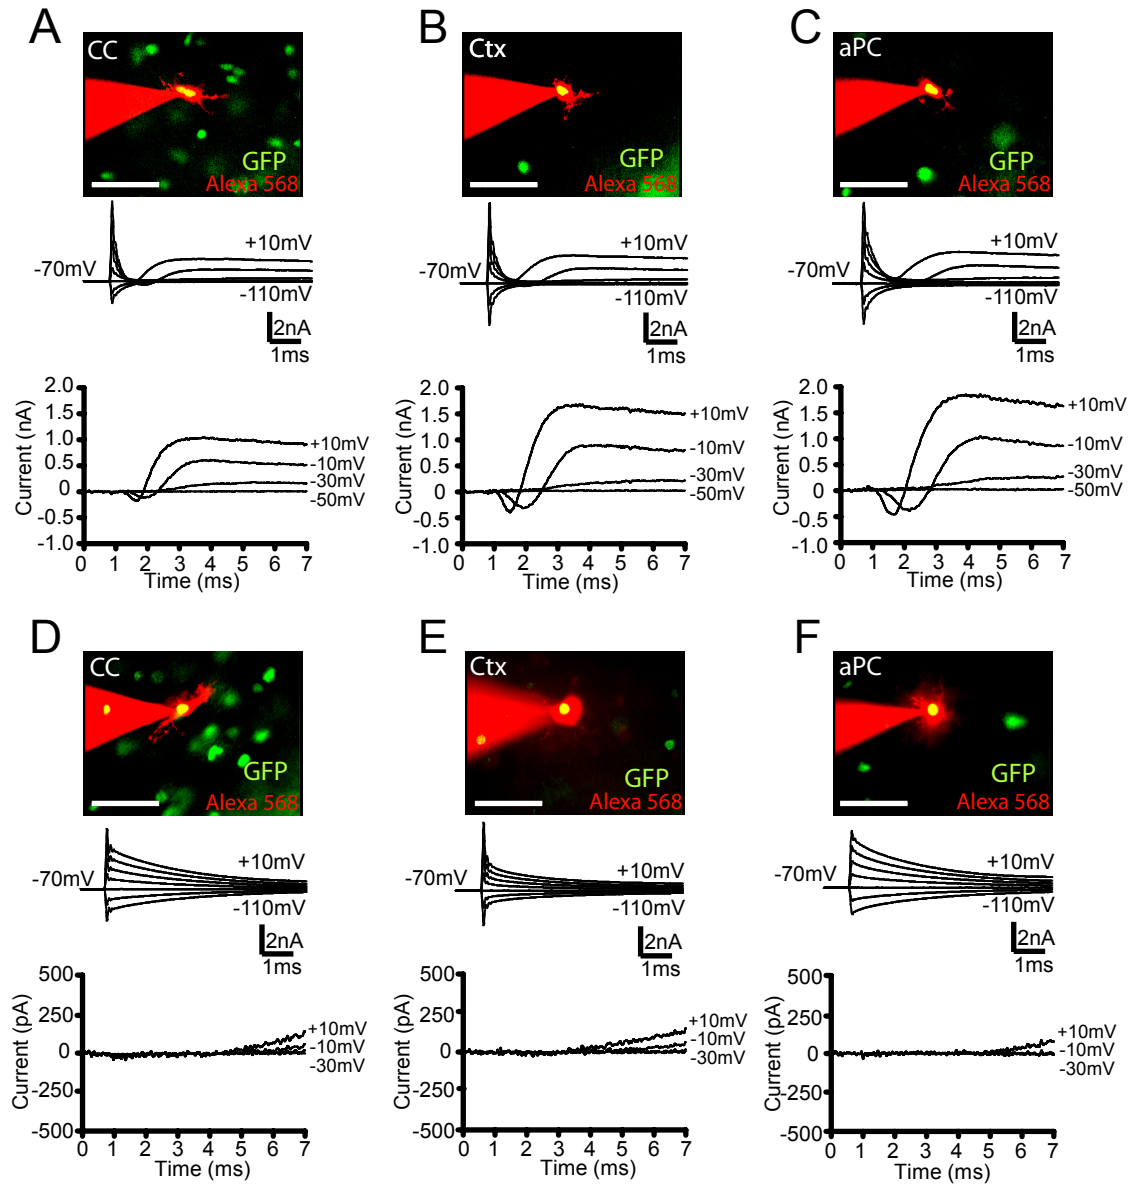 A
CC
GFP
Alexa 568
-70mV
+10mV
-110mV
2nA
1ms
Current (nA)
2.0
1.5
1.0
0.5
0
-0.5
-1.0
+10mV
-10mV
-30mV
-50mV
0 1 2 3 4 5 6 7
Time (ms)
B
Ctx
GFP
Alexa 568
-70mV
+10mV
-110mV
2nA
1ms
Current (nA)
2.0
1.5
1.0
0.5
0
-0.5
-1.0
+10mV
-10mV
-30mV
-50mV
0 1 2 3 4 5 6 7
Time (ms)
C
aPC
GFP
Alexa 568
-70mV
+10mV
-110mV
2nA
1ms
Current (nA)
2.0
1.5
1.0
0.5
0
-0.5
-1.0
+10mV
-10mV
-30mV
-50mV
0 1 2 3 4 5 6 7
Time (ms)
D
CC
GFP
Alexa 568
-70mV
+10mV
-110mV
2nA
1ms
Current (pA)
500
250
0
-250
-500
+10mV
-10mV
-30mV
0 1 2 3 4 5 6 7
Time (ms)
E
Ctx
GFP
Alexa 568
-70mV
+10mV
-110mV
2nA
1ms
Current (pA)
500
250
0
-250
-500
+10mV
-10mV
-30mV
0 1 2 3 4 5 6 7
Time (ms)
F
aPC
GFP
Alexa 568
-70mV
+10mV
-110mV
2nA
1ms
Current (pA)
500
250
0
-250
-500
+10mV
-10mV
-30mV
0 1 2 3 4 5 6 7
Time (ms)